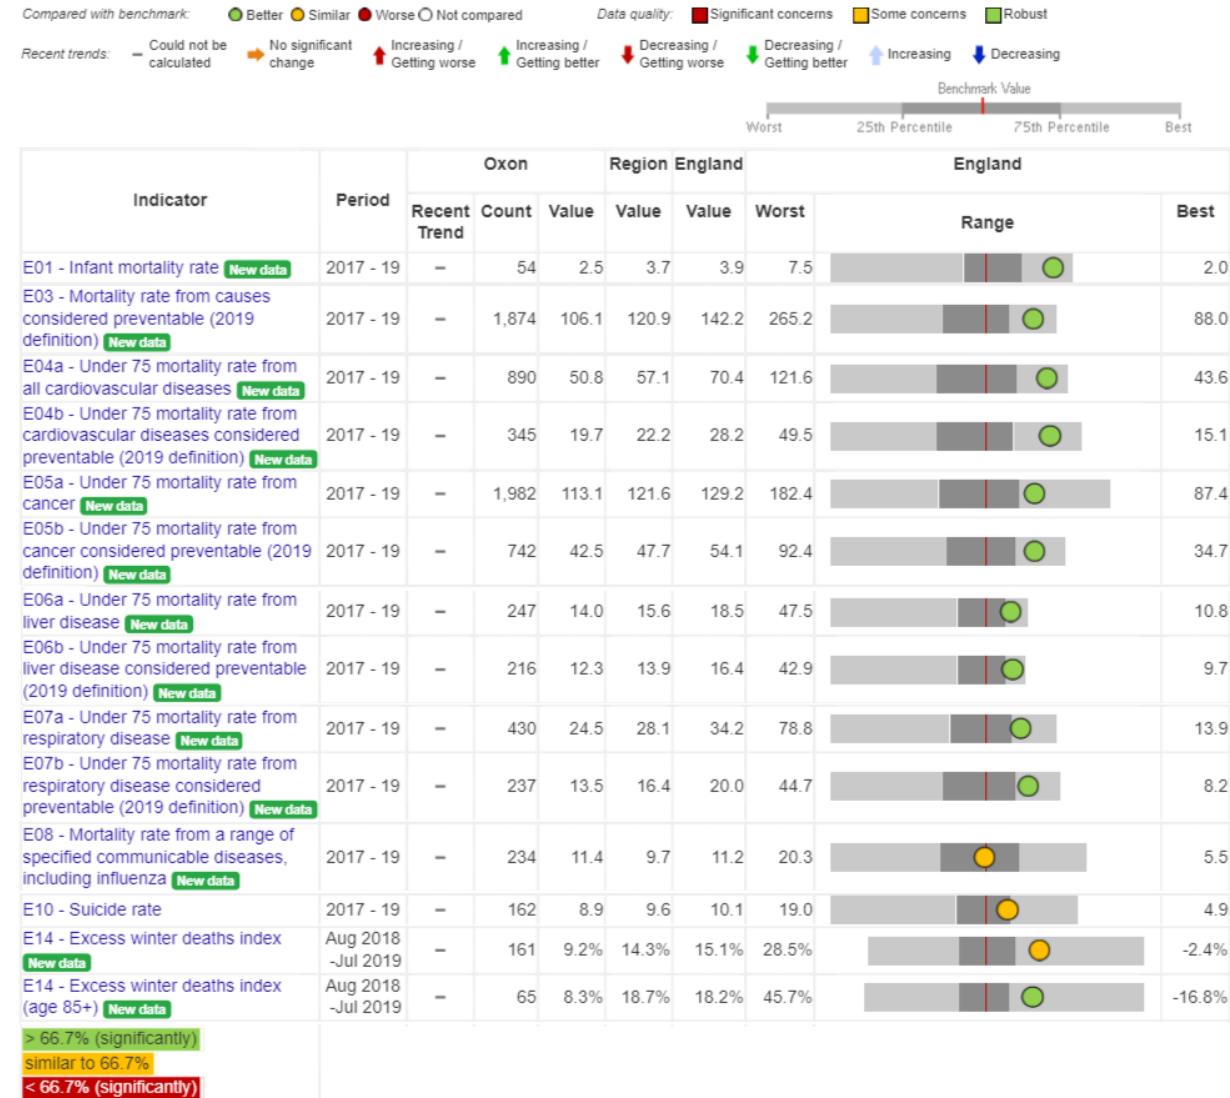 Compared with benchmark: Better Similar Worse Not compared Data quality: Significant concerns Some concerns Robust
Recent trends: – Could not be calculated No significant change Increasing / Getting worse Increasing / Getting better Decreasing / Getting worse Decreasing / Getting better Increasing Decreasing
Benchmark Value
Worst 25th Percentile 75th Percentile Best
Oxon Region England England
Indicator Period Recent Trend Count Value Value Value Worst Range Best
E01 - Infant mortality rate New data 2017 - 19 – 54 2.5 3.7 3.9 7.5 2.0
E03 - Mortality rate from causes
considered preventable (2019 2017 - 19 – 1,874 106.1 120.9 142.2 265.2 88.0
definition) New data
E04a - Under 75 mortality rate from
all cardiovascular diseases New data 2017 - 19 – 890 50.8 57.1 70.4 121.6 43.6
E04b - Under 75 mortality rate from
cardiovascular diseases considered 2017 - 19 – 345 19.7 22.2 28.2 49.5 15.1
preventable (2019 definition) New data
E05a - Under 75 mortality rate from
cancer New data 2017 - 19 – 1,982 113.1 121.6 129.2 182.4 87.4
E05b - Under 75 mortality rate from
cancer considered preventable (2019 2017 - 19 – 742 42.5 47.7 54.1 92.4 34.7
definition) New data
E06a - Under 75 mortality rate from
liver disease New data 2017 - 19 – 247 14.0 15.6 18.5 47.5 10.8
E06b - Under 75 mortality rate from
liver disease considered preventable 2017 - 19 – 216 12.3 13.9 16.4 42.9 9.7
(2019 definition) New data
E07a - Under 75 mortality rate from
respiratory disease New data 2017 - 19 – 430 24.5 28.1 34.2 78.8 13.9
E07b - Under 75 mortality rate from
respiratory disease considered 2017 - 19 – 237 13.5 16.4 20.0 44.7 8.2
preventable (2019 definition) New data
E08 - Mortality rate from a range of
specified communicable diseases, 2017 - 19 – 234 11.4 9.7 11.2 20.3 5.5
including influenza New data
E10 - Suicide rate 2017 - 19 – 162 8.9 9.6 10.1 19.0 4.9
E14 - Excess winter deaths index Aug 2018
New data -Jul 2019 – 161 9.2% 14.3% 15.1% 28.5% -2.4%
E14 - Excess winter deaths index Aug 2018
(age 85+) New data -Jul 2019 – 65 8.3% 18.7% 18.2% 45.7% -16.8%
> 66.7% (significantly)
similar to 66.7%
< 66.7% (significantly)